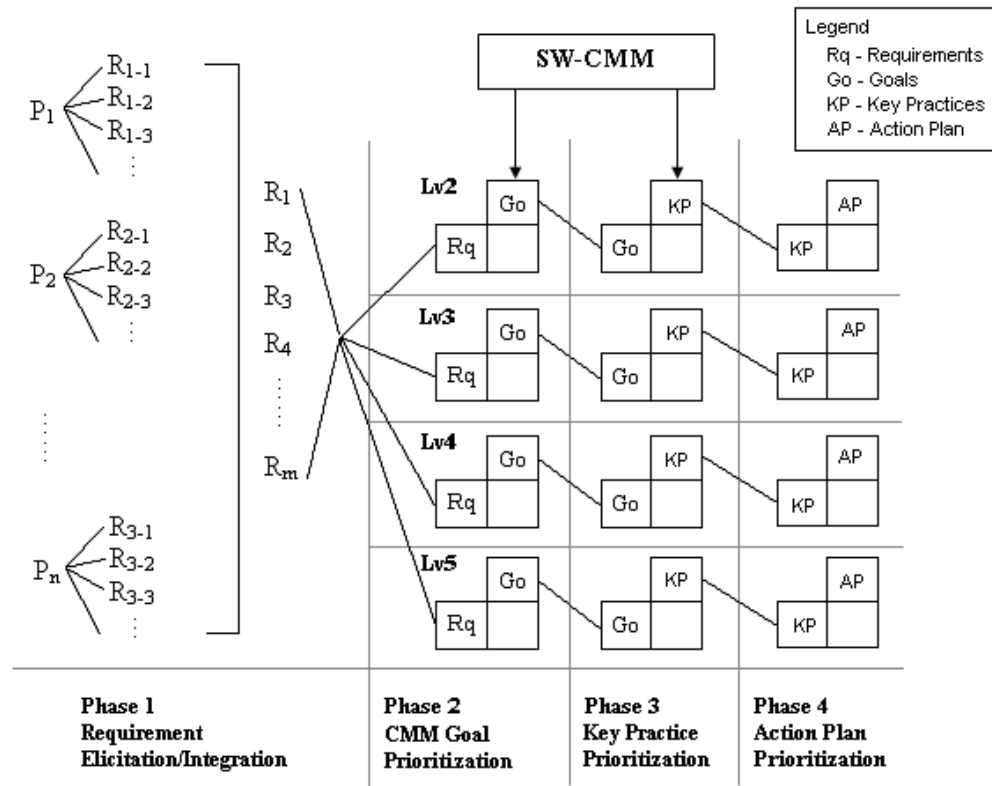 Legend
Rq - Requirements
Go - Goals
KP - Key Practices
AP - Action Plan
SW-CMM
P1
R1-1
R1-2
R1-3
P2
R2-1
R2-2
R2-3
Pn
R3-1
R3-2
R3-3
R1
R2
R3
R4
Rm
Lv2
Go
Rq
KP
Go
AP
KP
Lv3
Go
Rq
KP
Go
AP
KP
Lv4
Go
Rq
KP
Go
AP
KP
Lv5
Go
Rq
KP
Go
AP
KP
Phase 1
Requirement
Elicitation/Integration
Phase 2
CMM Goal
Prioritization
Phase 3
Key Practice
Prioritization
Phase 4
Action Plan
Prioritization